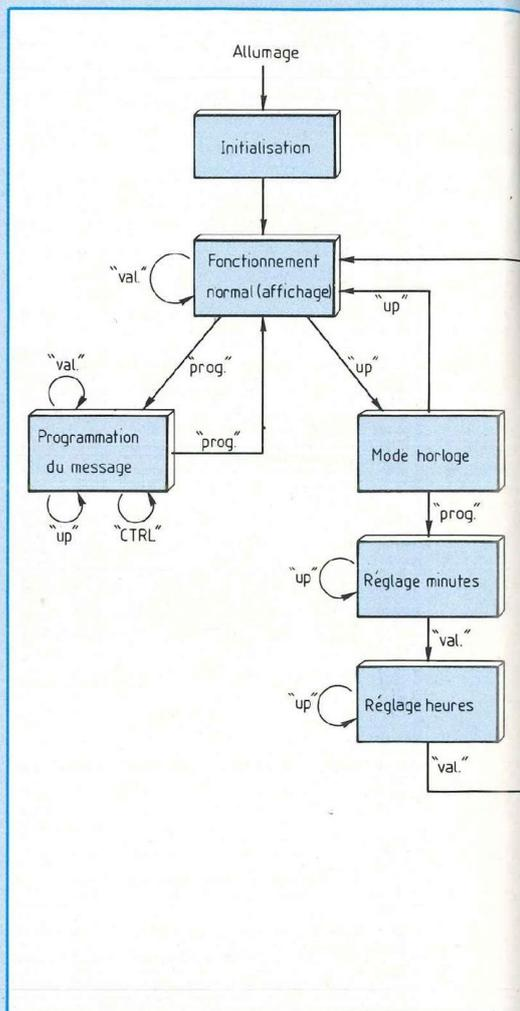 Allumage
Initialisation
Fonctionnement
normal (affichage)
"val."
"up"
"prog."
"up"
"val."
Programmation
du message
"prog."
Mode horloge
"up"
"CTRL"
"prog."
"up"
Réglage minutes
"val."
"up"
Réglage heures
"val."